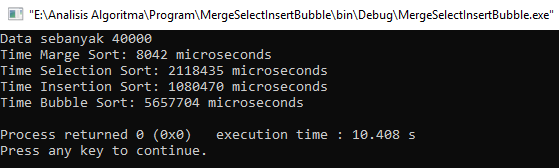 "E:\Analisis Algoritma\Program\MergeSelectInsertBubble\bin\Debug\MergeSelectInsertBubble.exe"
Data sebanyak 40000
Time Marge Sort: 8042 microseconds
Time Selection Sort: 2118435 microseconds
Time Insertion Sort: 1080470 microseconds
Time Bubble Sort: 5657704 microseconds
Process returned 0 (0x0)   execution time : 10.408 s
Press any key to continue.